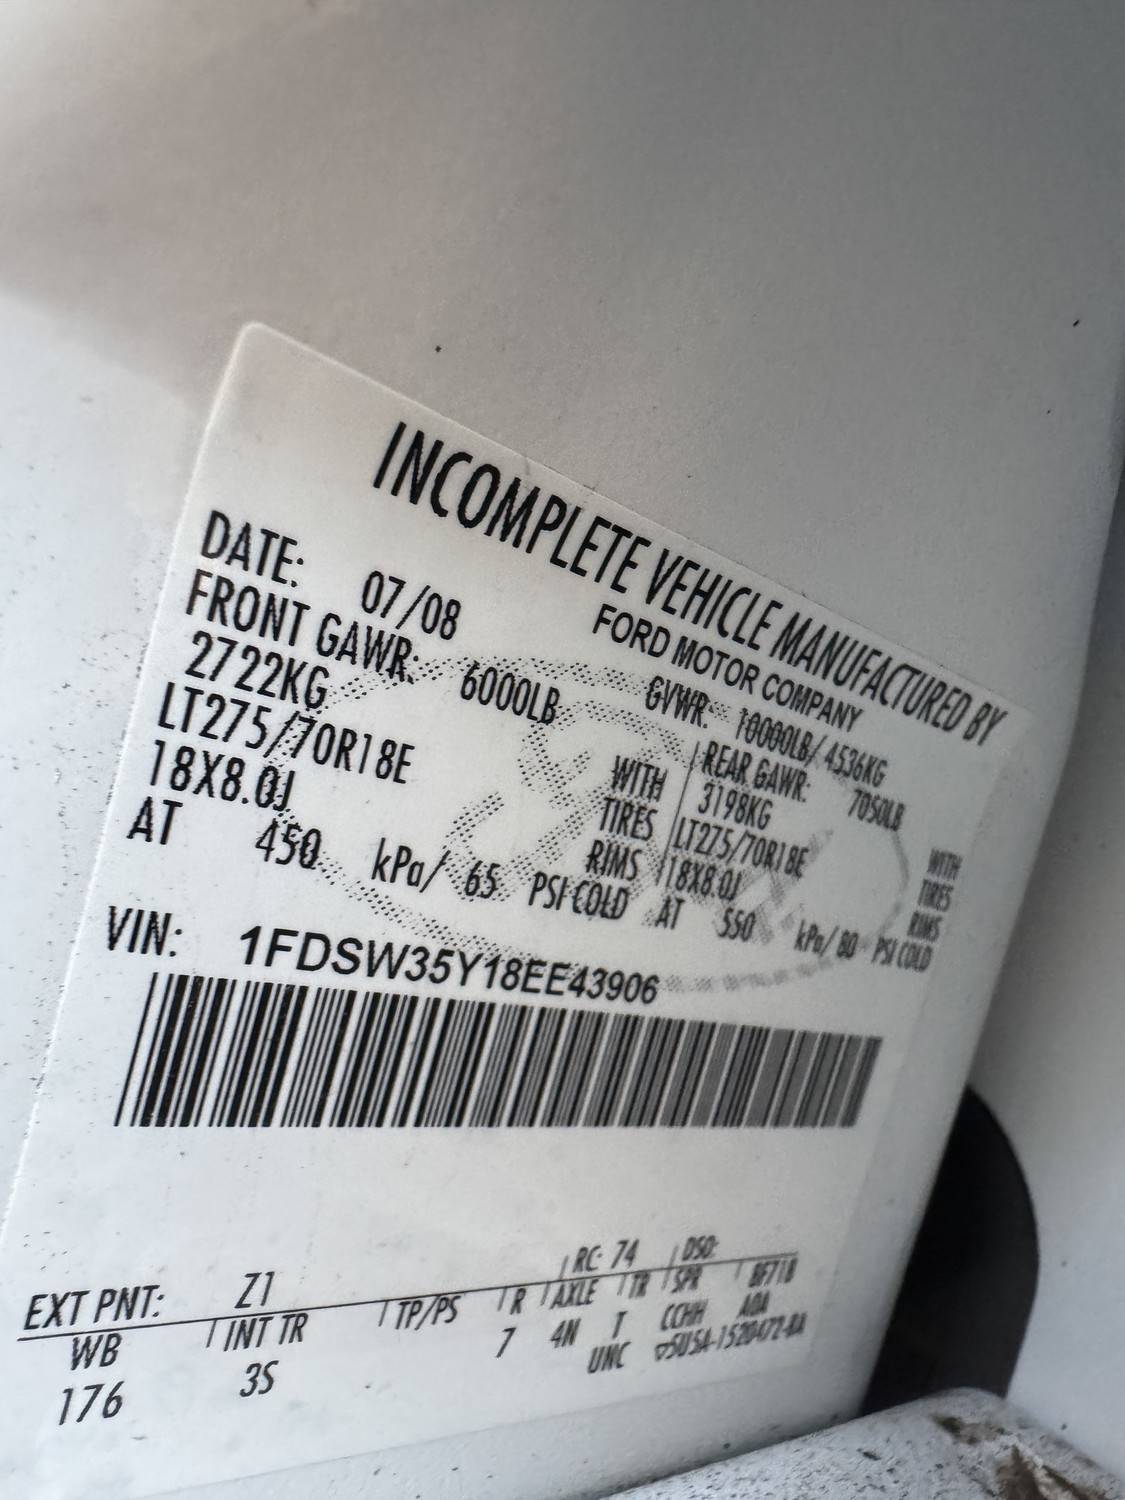 INCOMPLETE VEHICLE MANUFACTURED BY
FORD MOTOR COMPANY
DATE: 07/08 GVWR: 10000LB/ 4536KG
FRONT GAWR: 6000LB REAR GAWR: 7050LB
2722KG WITH 3198KG WITH
LT275/70R18E TIRES LT275/70R18E TIRES
18X8.0J RIMS 18X8.0J RIMS
AT 450 kPa/ 65 PSI COLD AT 550 kPa/ 80 PSI COLD
VIN: 1FDSW35Y18EE43906
EXT PNT: Z1 RC: 74 DSO:
WB INT TR TP/PS R AXLE TR SPR BF718
176 3S 7 4N T CCHH A0A
UNC